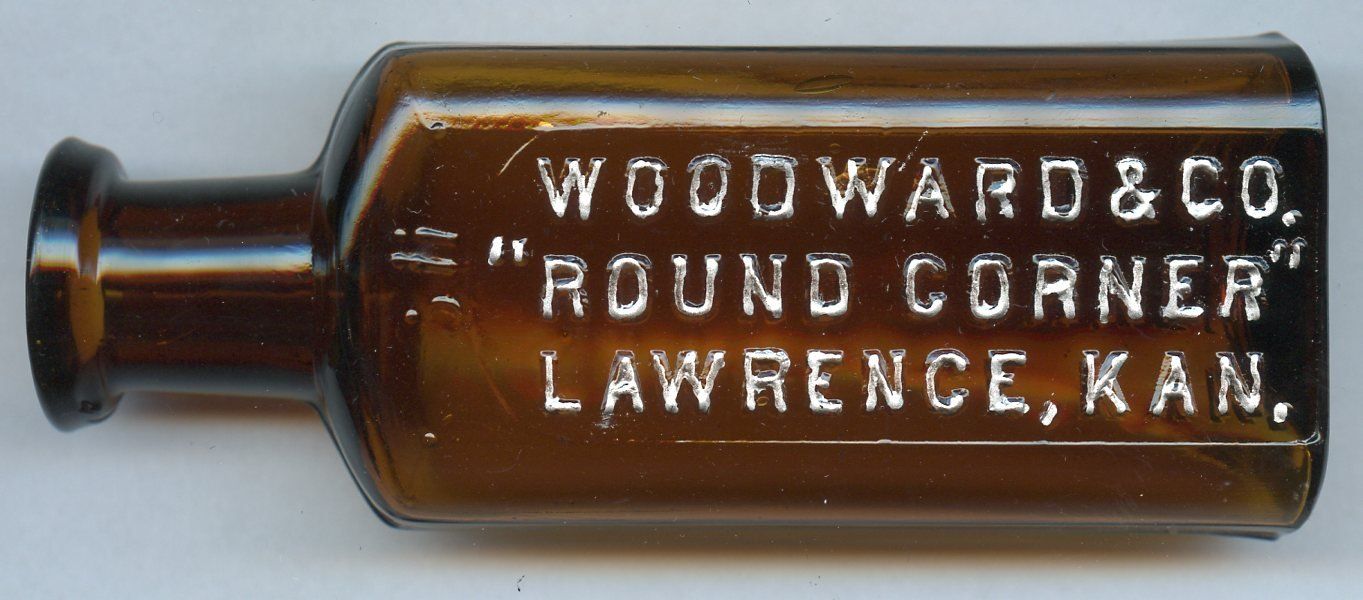 WOODWARD & CO.
"ROUND CORNER"
LAWRENCE, KAN.